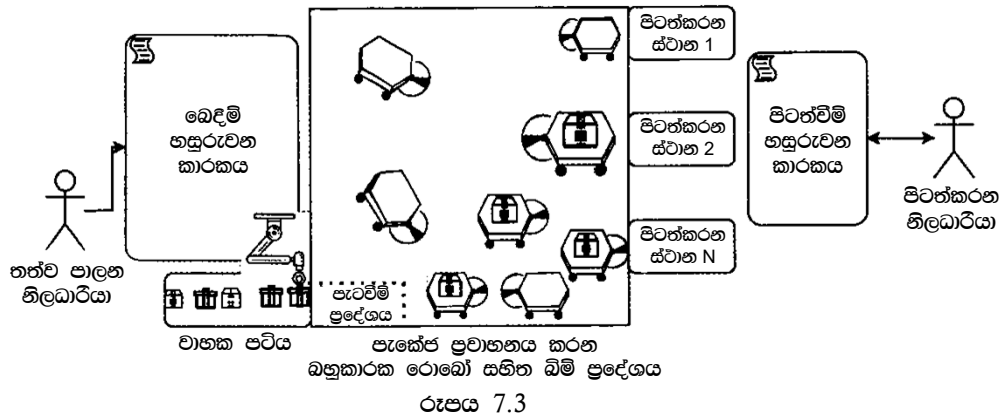 බෙදීම්
හසුරුවන
කාරකය
තත්ව පාලන
නිලධාරියා
වාහක පටිය
පැටවීම්
ප්‍රදේශය
පැකේජ ප්‍රවාහනය කරන
බහුකාරක රොබෝ සහිත බිම් ප්‍රදේශය
පිටත්කරන
ස්ථාන 1
පිටත්කරන
ස්ථාන 2
පිටත්කරන
ස්ථාන N
පිටත්වීම්
හසුරුවන
කාරකය
පිටත්කරන
නිලධාරියා
රූපය 7.3